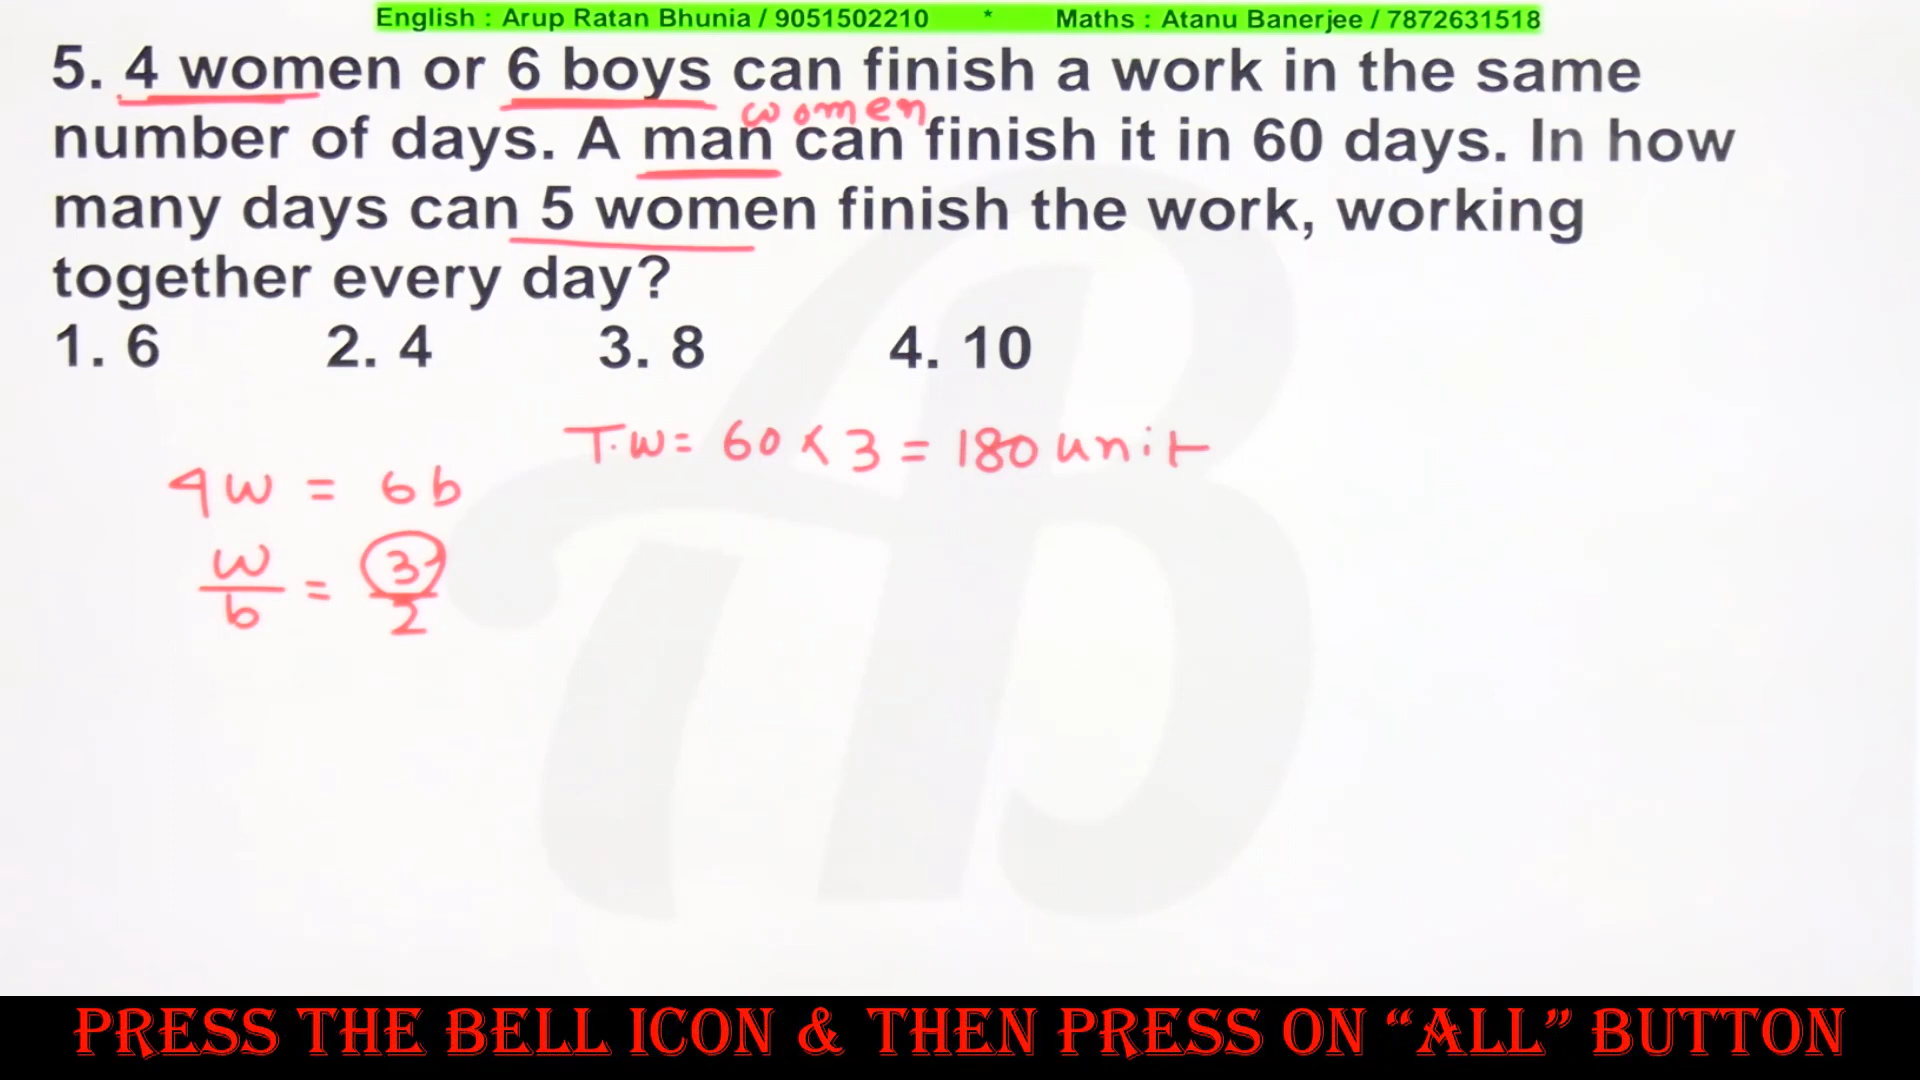 English : Arup Ratan Bhunia / 9051502210 * Maths : Atanu Banerjee / 7872631518
5. 4 women or 6 boys can finish a work in the same
women
number of days. A man can finish it in 60 days. In how
many days can 5 women finish the work, working
together every day?
1. 6 2. 4 3. 8 4. 10
T.W = 60 × 3 = 180 unit
4W = 6b
W/b = 3/2
PRESS THE BELL ICON & THEN PRESS ON “ALL” BUTTON